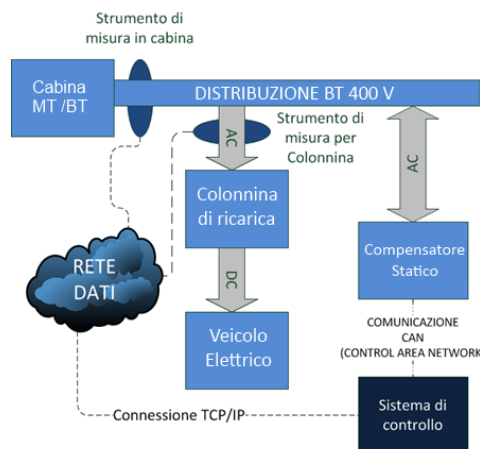 Strumento di
misura in cabina
Cabina
MT /BT
DISTRIBUZIONE BT 400 V
Strumento di
misura per
Colonnina
AC
AC
Colonnina
di ricarica
Compensatore
Statico
RETE
DATI
DC
Veicolo
Elettrico
COMUNICAZIONE
CAN
(CONTROL AREA NETWORK
Connessione TCP/IP
Sistema di
controllo